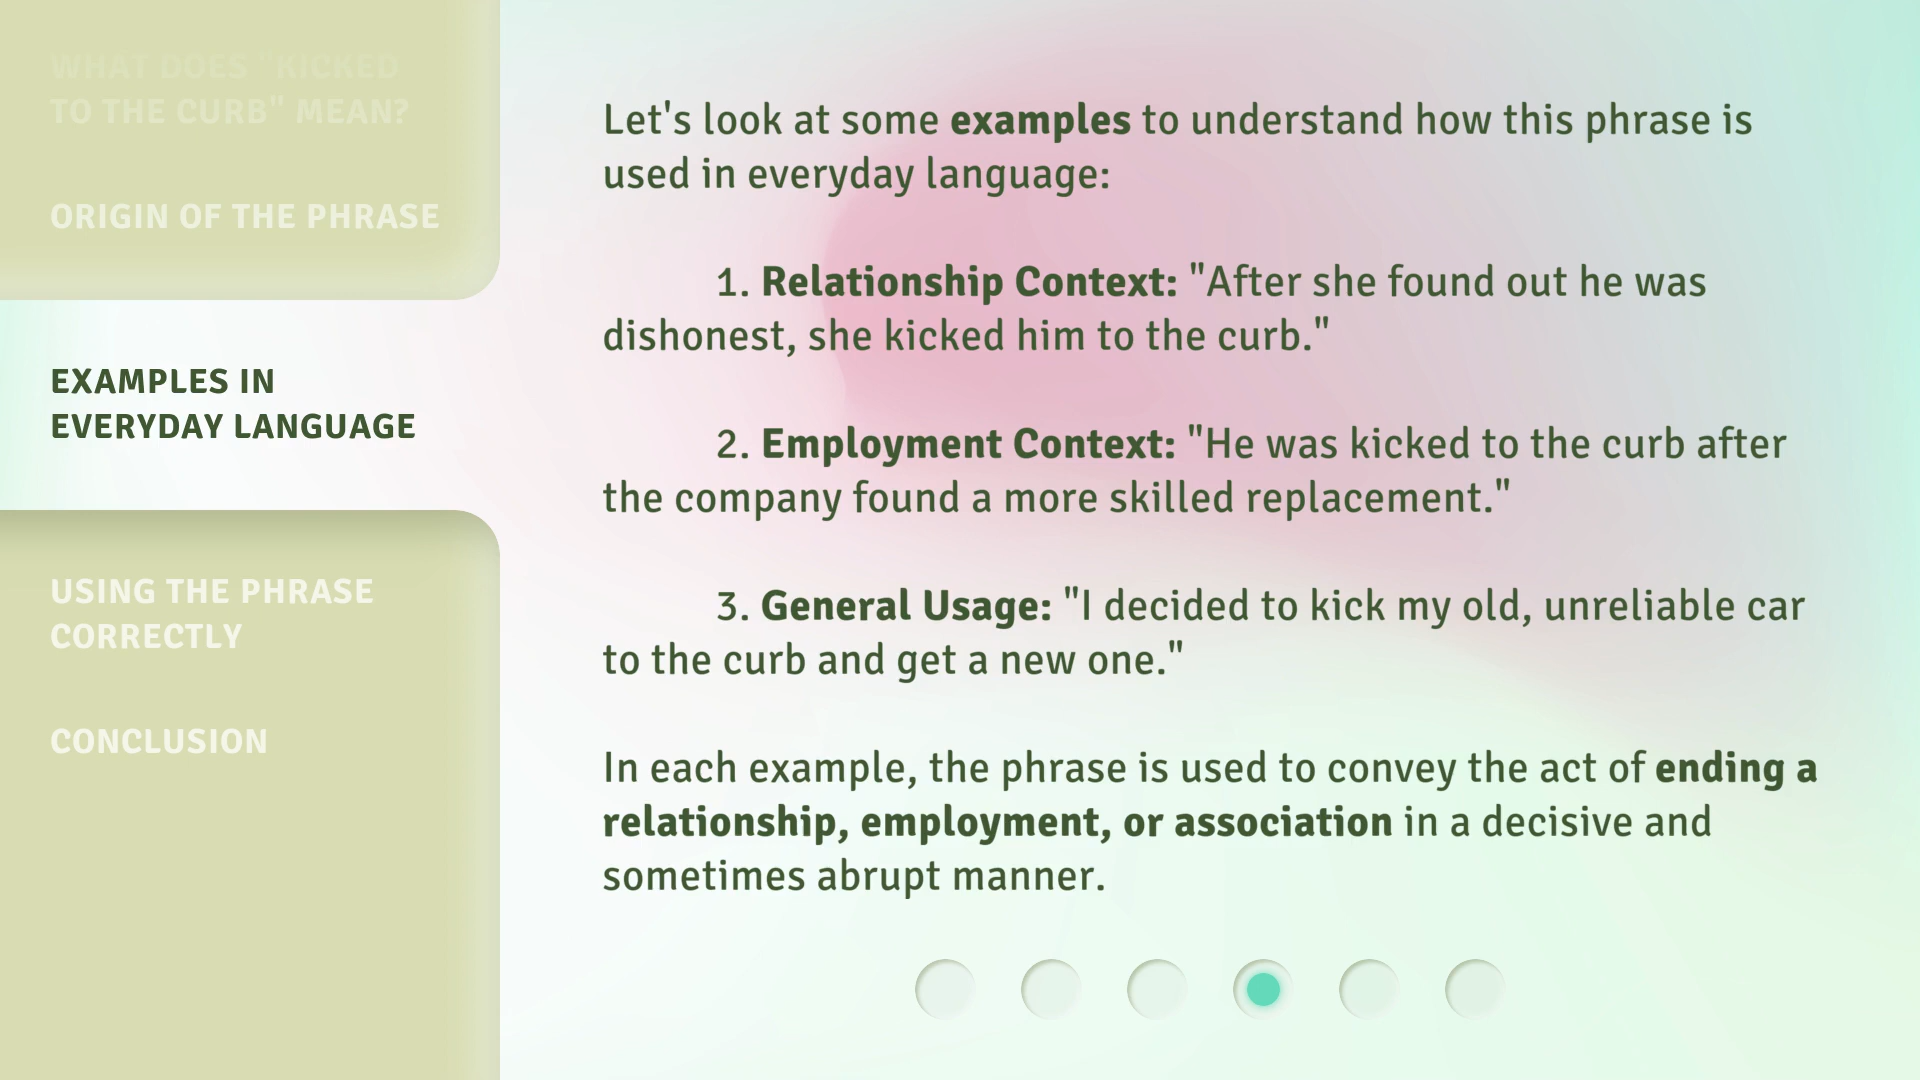 WHAT DOES "KICKED
TO THE CURB" MEAN?
ORIGIN OF THE PHRASE
EXAMPLES IN
EVERYDAY LANGUAGE
USING THE PHRASE
CORRECTLY
CONCLUSION
Let's look at some examples to understand how this phrase is
used in everyday language:
1. Relationship Context: "After she found out he was
dishonest, she kicked him to the curb."
2. Employment Context: "He was kicked to the curb after
the company found a more skilled replacement."
3. General Usage: "I decided to kick my old, unreliable car
to the curb and get a new one."
In each example, the phrase is used to convey the act of ending a
relationship, employment, or association in a decisive and
sometimes abrupt manner.